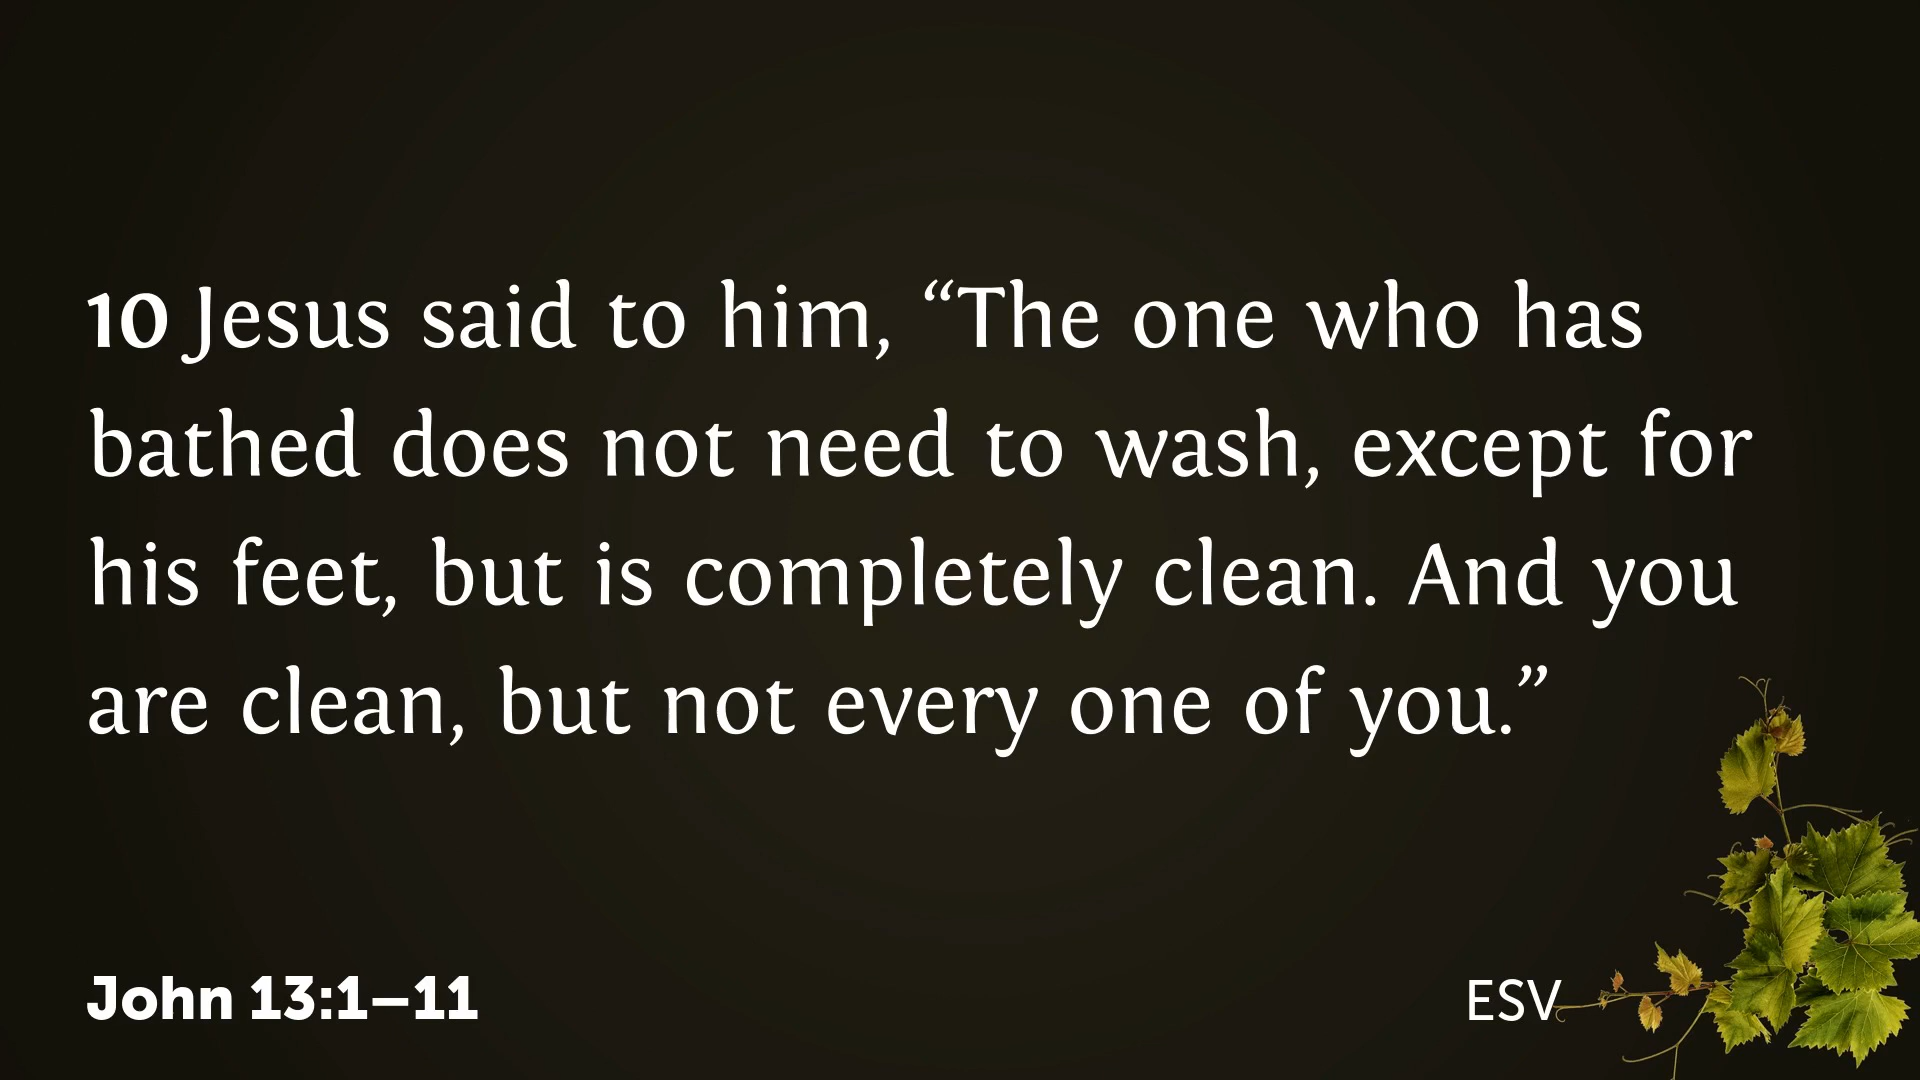 10 Jesus said to him, “The one who has
bathed does not need to wash, except for
his feet, but is completely clean. And you
are clean, but not every one of you.”
John 13:1–11
ESV